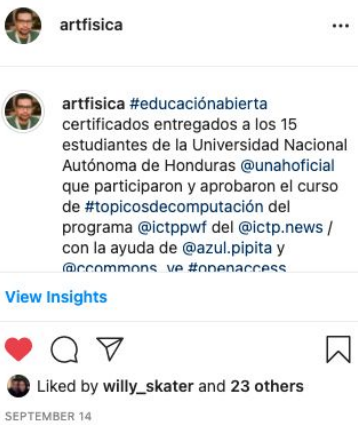 artfisica
artfisica #educaciónabierta
certificados entregados a los 15
estudiantes de la Universidad Nacional
Autónoma de Honduras @unahoficial
que participaron y aprobaron el curso
de #topicosdecomputación del
programa @ictppwf del @ictp.news /
con la ayuda de @azul.pipita y
@ccommons_ve #openaccess
View Insights
Liked by willy_skater and 23 others
SEPTEMBER 14